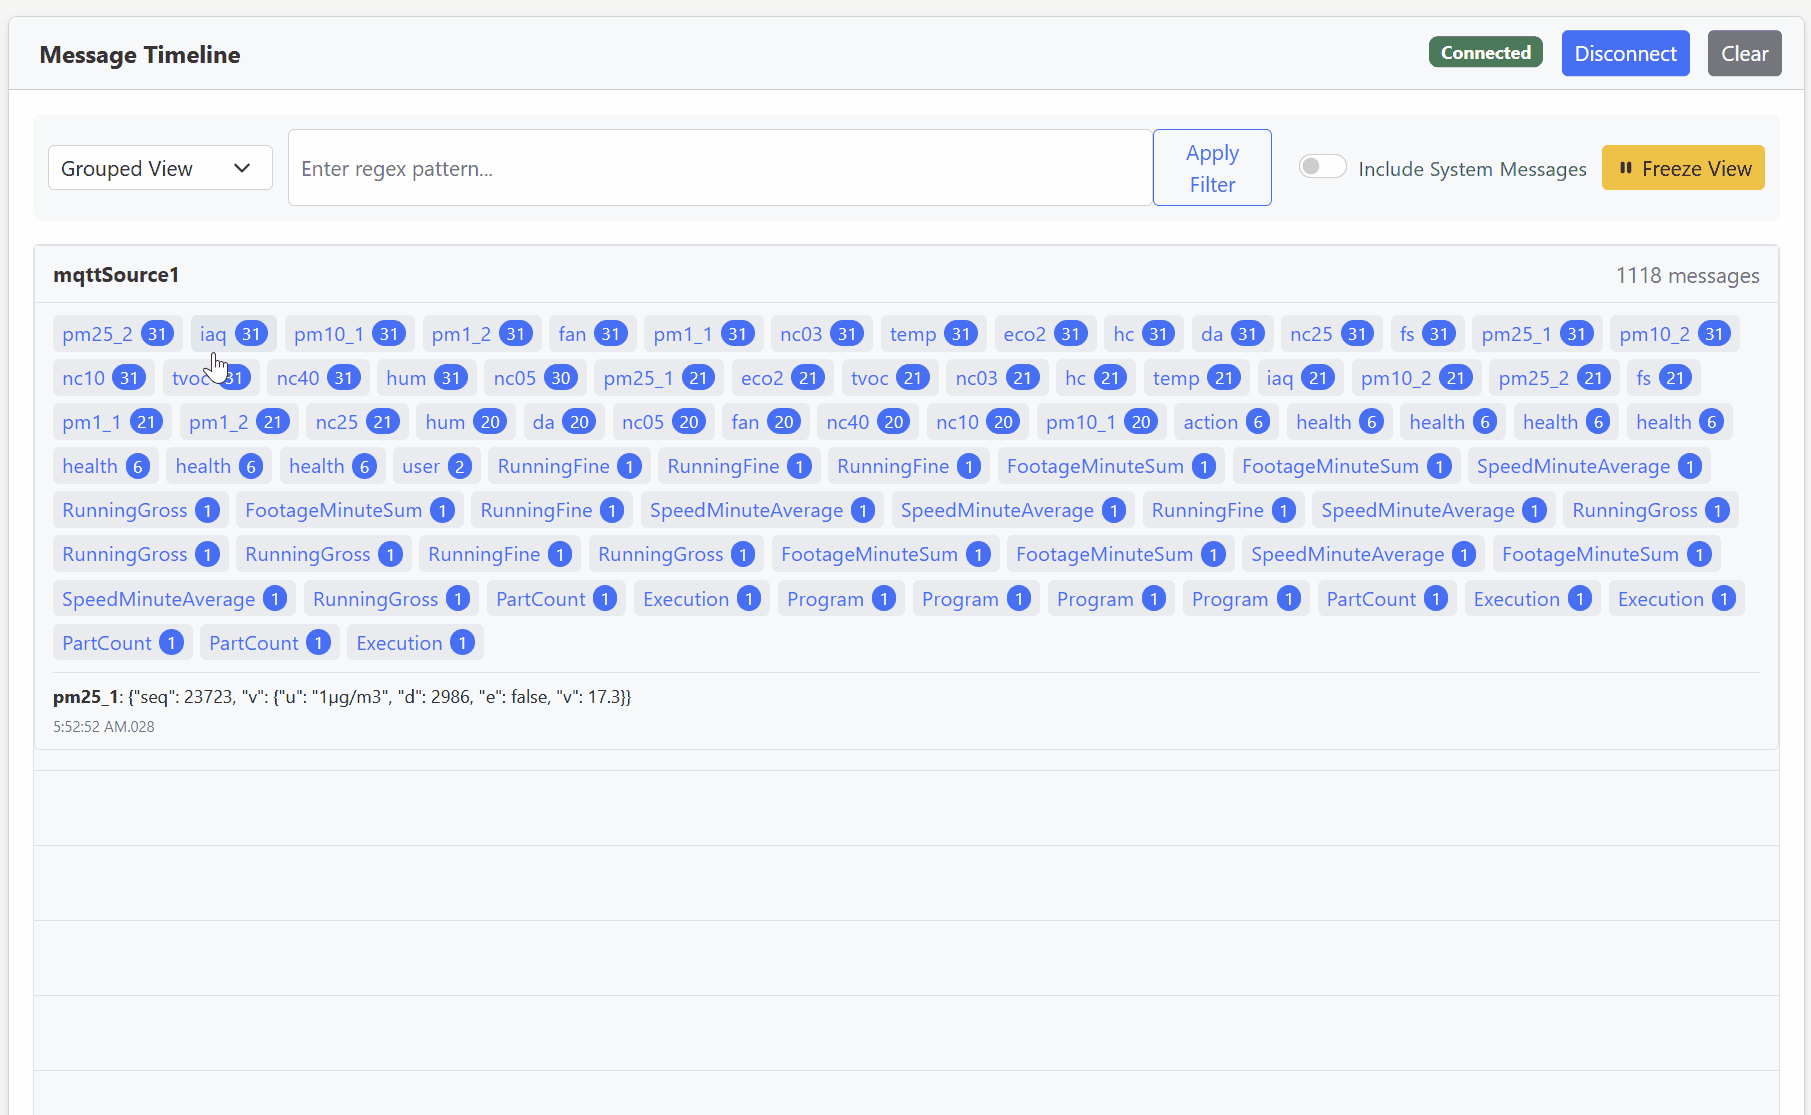 Message Timeline
Connected
Disconnect
Clear
Grouped View
Enter regex pattern...
Apply
Filter
Include System Messages
Freeze View
mqttSource1
1118 messages
pm25_2 31 iaq 31 pm10_1 31 pm1_2 31 fan 31 pm1_1 31 nc03 31 temp 31 eco2 31 hc 31 da 31 nc25 31 fs 31 pm25_1 31 pm10_2 31
nc10 31 tvoc 31 nc40 31 hum 31 nc05 30 pm25_1 21 eco2 21 tvoc 21 nc03 21 hc 21 temp 21 iaq 21 pm10_2 21 pm25_2 21 fs 21
pm1_1 21 pm1_2 21 nc25 21 hum 20 da 20 nc05 20 fan 20 nc40 20 nc10 20 pm10_1 20 action 6 health 6 health 6 health 6 health 6
health 6 health 6 health 6 user 2 RunningFine 1 RunningFine 1 RunningFine 1 FootageMinuteSum 1 FootageMinuteSum 1 SpeedMinuteAverage 1
RunningGross 1 FootageMinuteSum 1 RunningFine 1 SpeedMinuteAverage 1 SpeedMinuteAverage 1 RunningFine 1 SpeedMinuteAverage 1 RunningGross 1
RunningGross 1 RunningGross 1 RunningFine 1 RunningGross 1 FootageMinuteSum 1 FootageMinuteSum 1 SpeedMinuteAverage 1 FootageMinuteSum 1
SpeedMinuteAverage 1 RunningGross 1 PartCount 1 Execution 1 Program 1 Program 1 Program 1 Program 1 PartCount 1 Execution 1 Execution 1
PartCount 1 PartCount 1 Execution 1
pm25_1: {"seq": 23723, "v": {"u": "1µg/m3", "d": 2986, "e": false, "v": 17.3}}
5:52:52 AM.028